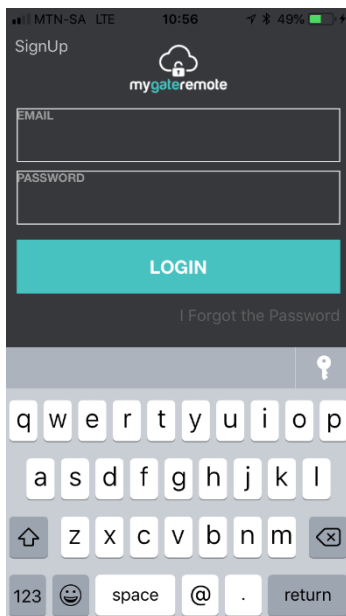 MTN-SA LTE 10:56 49%
SignUp
mygateremote
EMAIL
PASSWORD
LOGIN
I Forgot the Password
q w e r t y u i o p
a s d f g h j k l
z x c v b n m
123 space @ . return